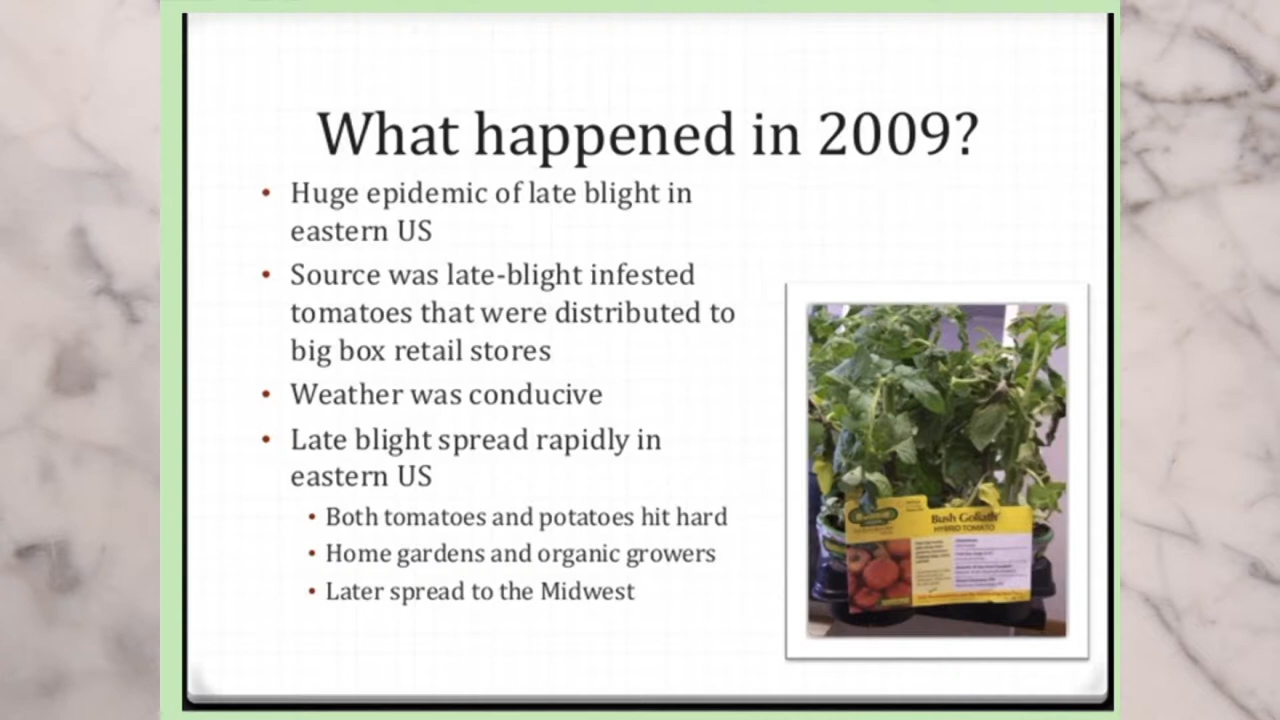 What happened in 2009?
• Huge epidemic of late blight in
eastern US
• Source was late-blight infested
tomatoes that were distributed to
big box retail stores
• Weather was conducive
• Late blight spread rapidly in
eastern US
• Both tomatoes and potatoes hit hard
• Home gardens and organic growers
• Later spread to the Midwest
Bush Goliath
HYBRID TOMATO